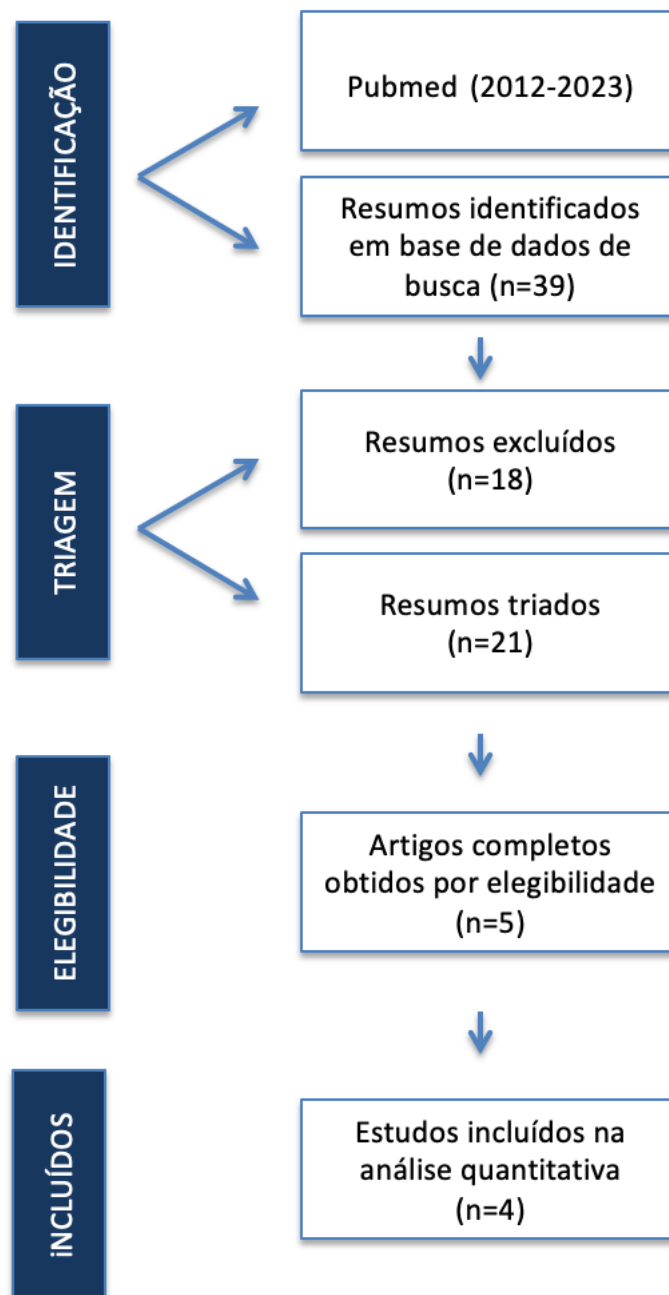 IDENTIFICAÇÃO
Pubmed (2012-2023)
Resumos identificados
em base de dados de
busca (n=39)
TRIAGEM
Resumos excluídos
(n=18)
Resumos triados
(n=21)
ELEGIBILIDADE
Artigos completos
obtidos por elegibilidade
(n=5)
iNCLUÍDOS
Estudos incluídos na
análise quantitativa
(n=4)